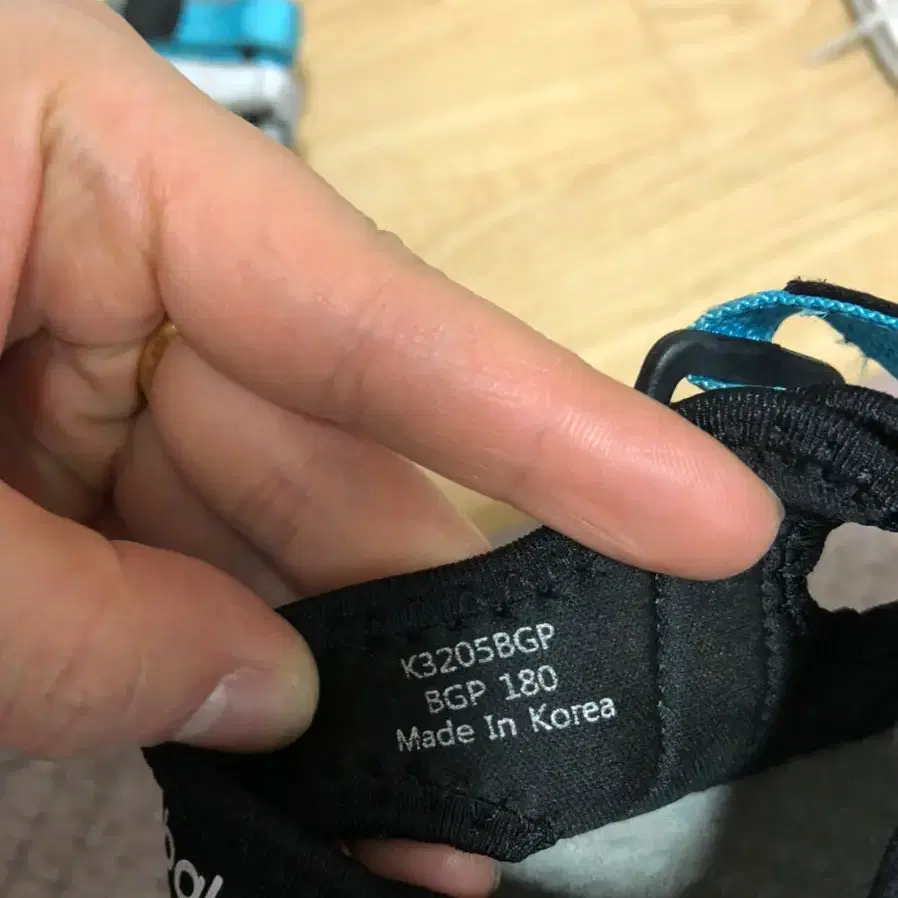 K3205BGP
BGP 180
Made In Korea